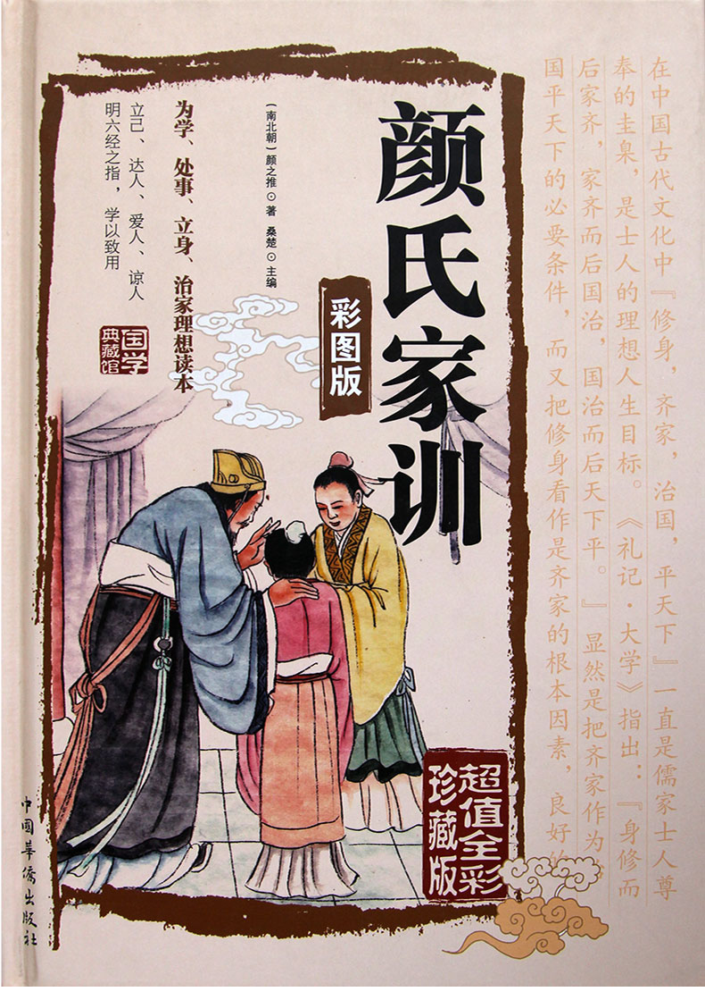 在中国古代文化中『修身，齐家，治国，平天下』一直是儒家士人尊
奉的圭臬，是士人的理想人生目标。《礼记·大学》指出：『身修而
后家齐，家齐而后国治，国治而后天下平。』显然是把齐家作为
国平天下的必要条件，而又把修身看作是齐家的根本因素，良好的
颜氏家训
彩图版
（南北朝）颜之推⊙著 桑楚⊙主编
为学、处事、立身、治家理想读本
立己、达人、爱人、谅人
明六经之指，学以致用
国学
典藏馆
超值全彩
珍藏版
中國華僑出版社